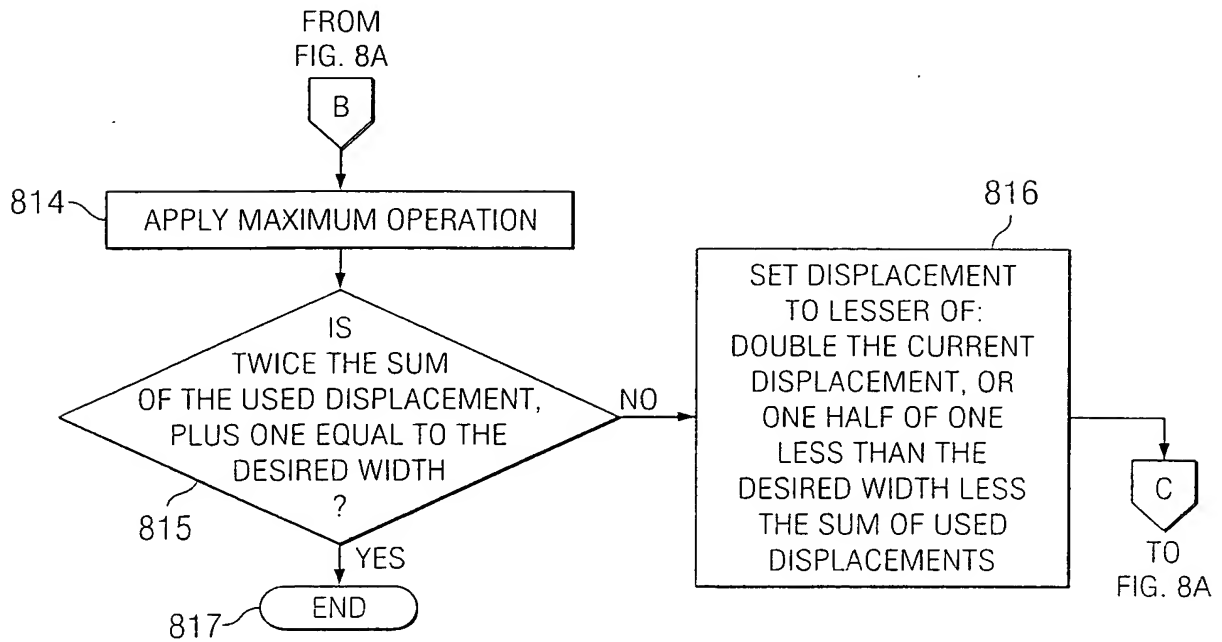 FROM
FIG. 8A
B
814
APPLY MAXIMUM OPERATION
IS
TWICE THE SUM
OF THE USED DISPLACEMENT,
PLUS ONE EQUAL TO THE
DESIRED WIDTH
?
815
NO
YES
817
END
816
SET DISPLACEMENT
TO LESSER OF:
DOUBLE THE CURRENT
DISPLACEMENT, OR
ONE HALF OF ONE
LESS THAN THE
DESIRED WIDTH LESS
THE SUM OF USED
DISPLACEMENTS
C
TO
FIG. 8A